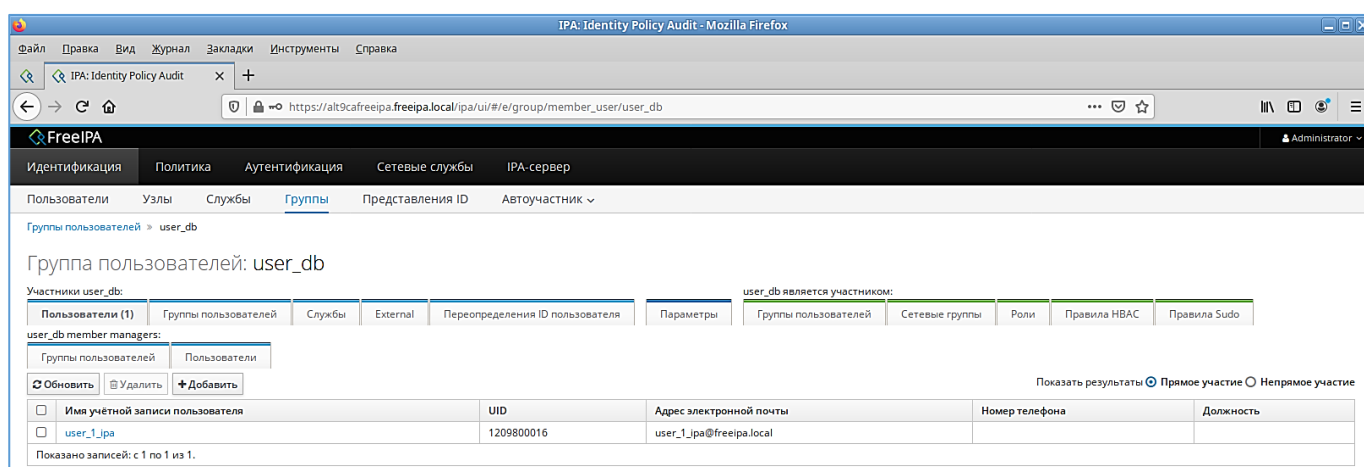 IPA: Identity Policy Audit - Mozilla Firefox
Файл Правка Вид Журнал Закладки Инструменты Справка
IPA: Identity Policy Audit
https://alt9cafreeipa.freeipa.local/ipa/ui/#/e/group/member_user/user_db
FreeIPA Administrator
Идентификация Политика Аутентификация Сетевые службы IPA-сервер
Пользователи Узлы Службы Группы Представления ID Автоучастник
Группы пользователей » user_db
Группа пользователей: user_db
Участники user_db: user_db является участником:
Пользователи (1) Группы пользователей Службы External Переопределения ID пользователя Параметры Группы пользователей Сетевые группы Роли Правила HBAC Правила Sudo
user_db member managers:
Группы пользователей Пользователи
Обновить Удалить Добавить Показать результаты Прямое участие Непрямое участие
Имя учётной записи пользователя UID Адрес электронной почты Номер телефона Должность
user_1_ipa 1209800016 user_1_ipa@freeipa.local
Показано записей: с 1 по 1 из 1.